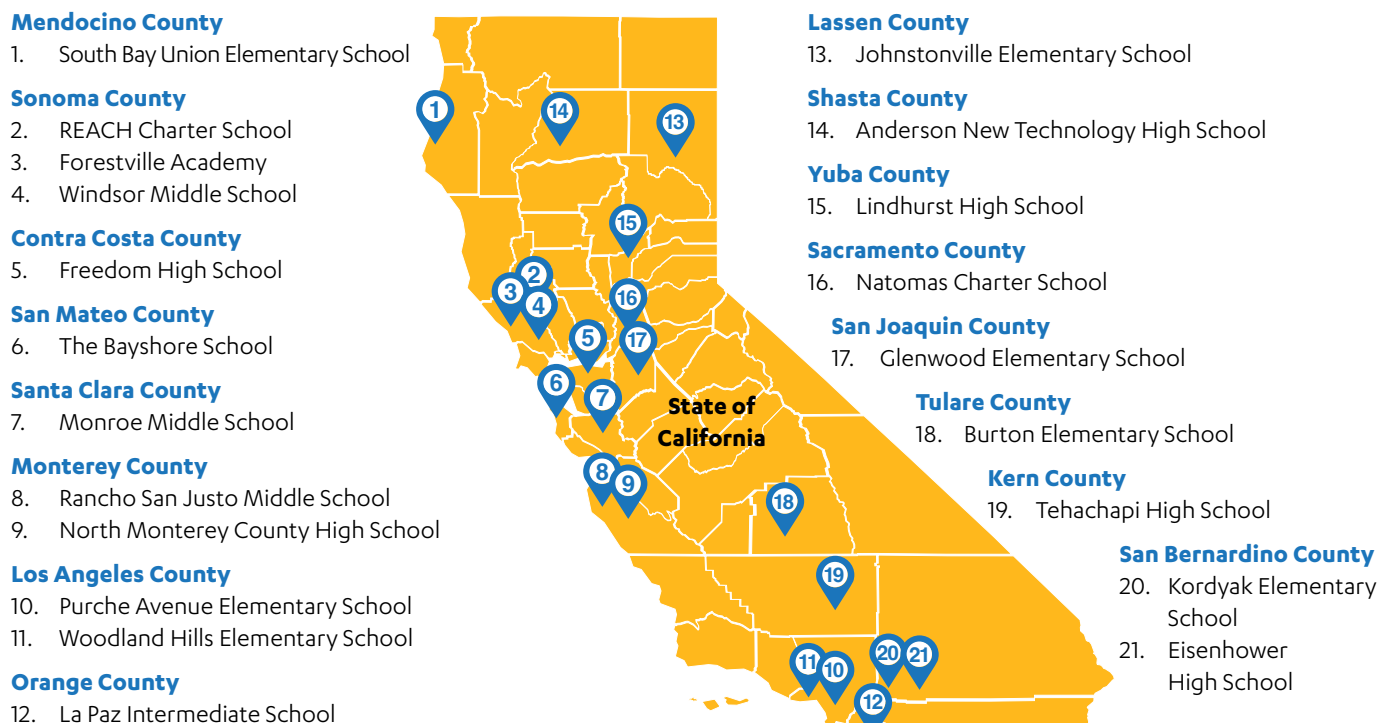 Mendocino County
1. South Bay Union Elementary School
Sonoma County
2. REACH Charter School
3. Forestville Academy
4. Windsor Middle School
Contra Costa County
5. Freedom High School
San Mateo County
6. The Bayshore School
Santa Clara County
7. Monroe Middle School
Monterey County
8. Rancho San Justo Middle School
9. North Monterey County High School
Los Angeles County
10. Purche Avenue Elementary School
11. Woodland Hills Elementary School
Orange County
12. La Paz Intermediate School
1
14
13
15
2
3
4
16
5
17
6
7
State of
California
8
9
18
19
11
10
20
21
12
Lassen County
13. Johnstonville Elementary School
Shasta County
14. Anderson New Technology High School
Yuba County
15. Lindhurst High School
Sacramento County
16. Natomas Charter School
San Joaquin County
17. Glenwood Elementary School
Tulare County
18. Burton Elementary School
Kern County
19. Tehachapi High School
San Bernardino County
20. Kordyak Elementary
School
21. Eisenhower
High School